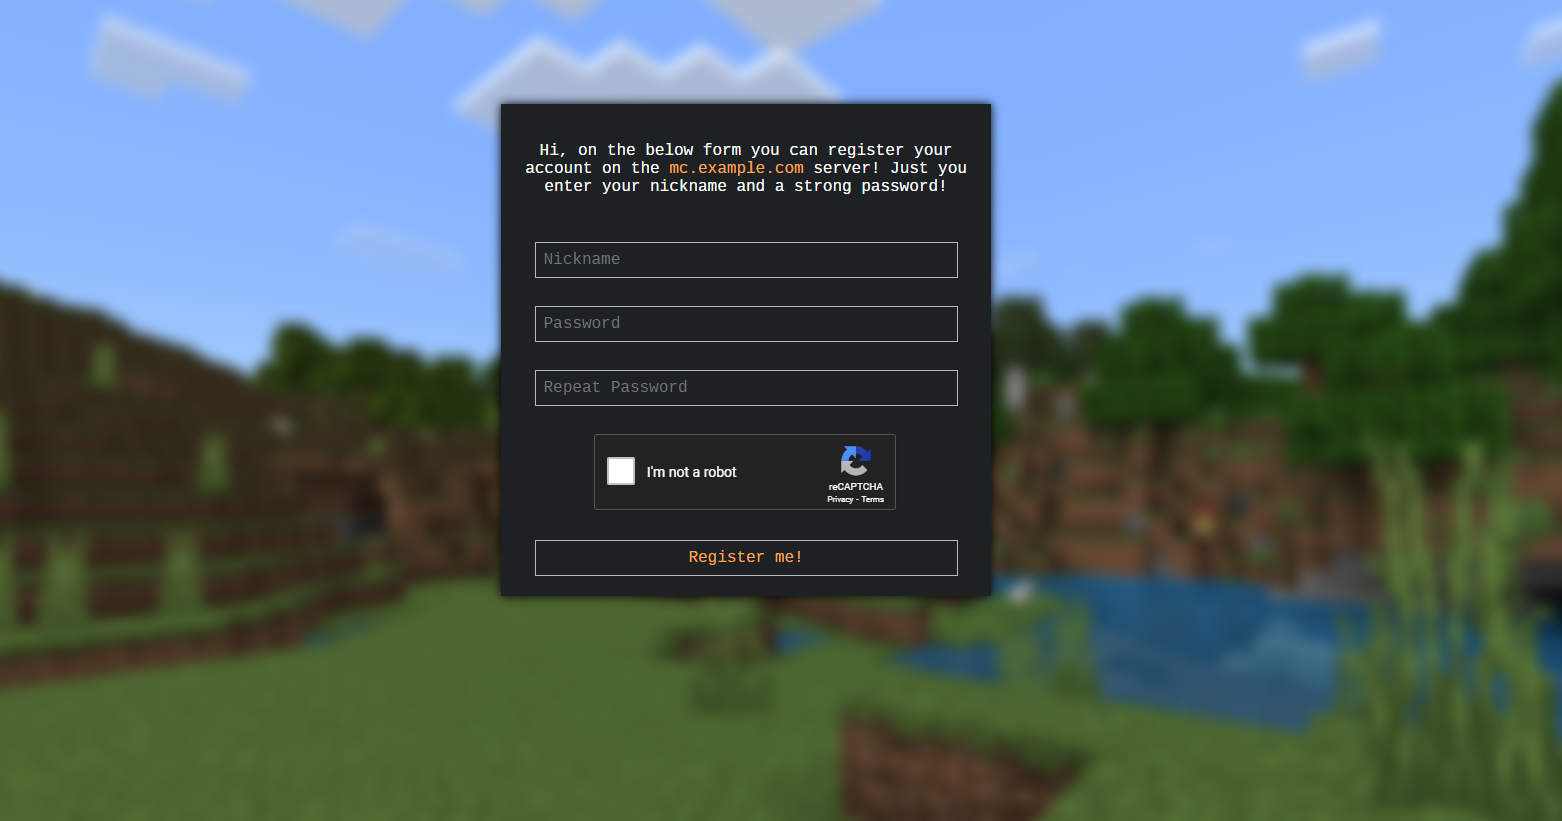 Hi, on the below form you can register your
account on the mc.example.com server! Just you
enter your nickname and a strong password!
Nickname
Password
Repeat Password
I'm not a robot
reCAPTCHA
Privacy - Terms
Register me!